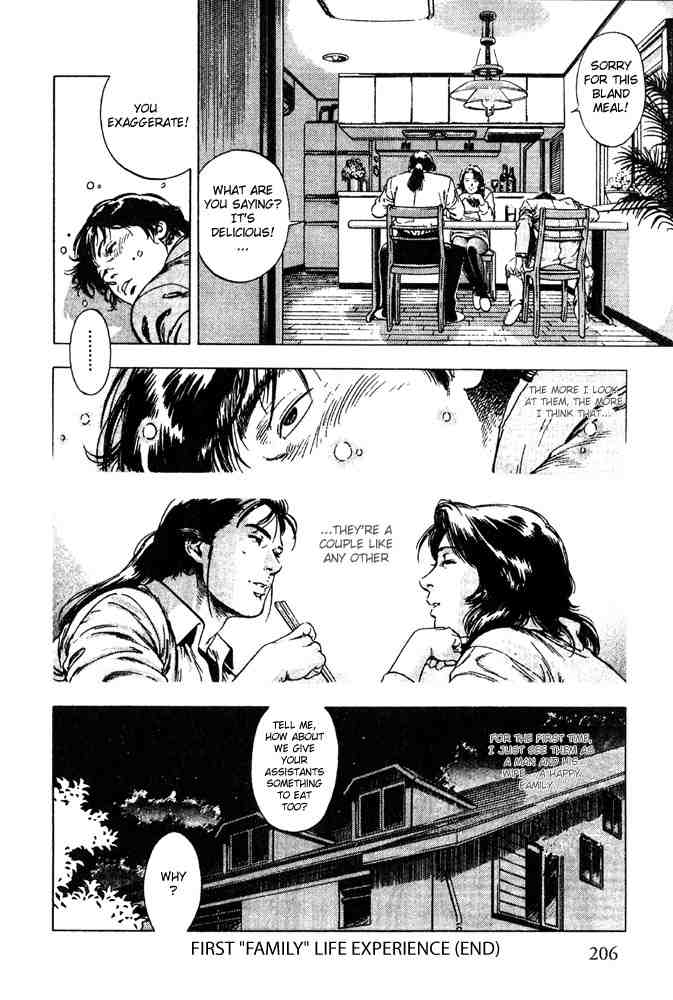 SORRY
FOR THIS
BLAND
MEAL!
WHAT ARE
YOU SAYING?
IT'S
DELICIOUS!
...
YOU
EXAGGERATE!
........
THE MORE I LOOK
AT THEM, THE MORE
I THINK THAT...
...THEY'RE A
COUPLE LIKE
ANY OTHER
FOR THE FIRST TIME,
I JUST SEE THEM AS
A MAN AND HIS
WIFE... A HAPPY
FAMILY
TELL ME,
HOW ABOUT
WE GIVE
YOUR
ASSISTANTS
SOMETHING
TO EAT
TOO?
WHY
?
FIRST "FAMILY" LIFE EXPERIENCE (END)
206